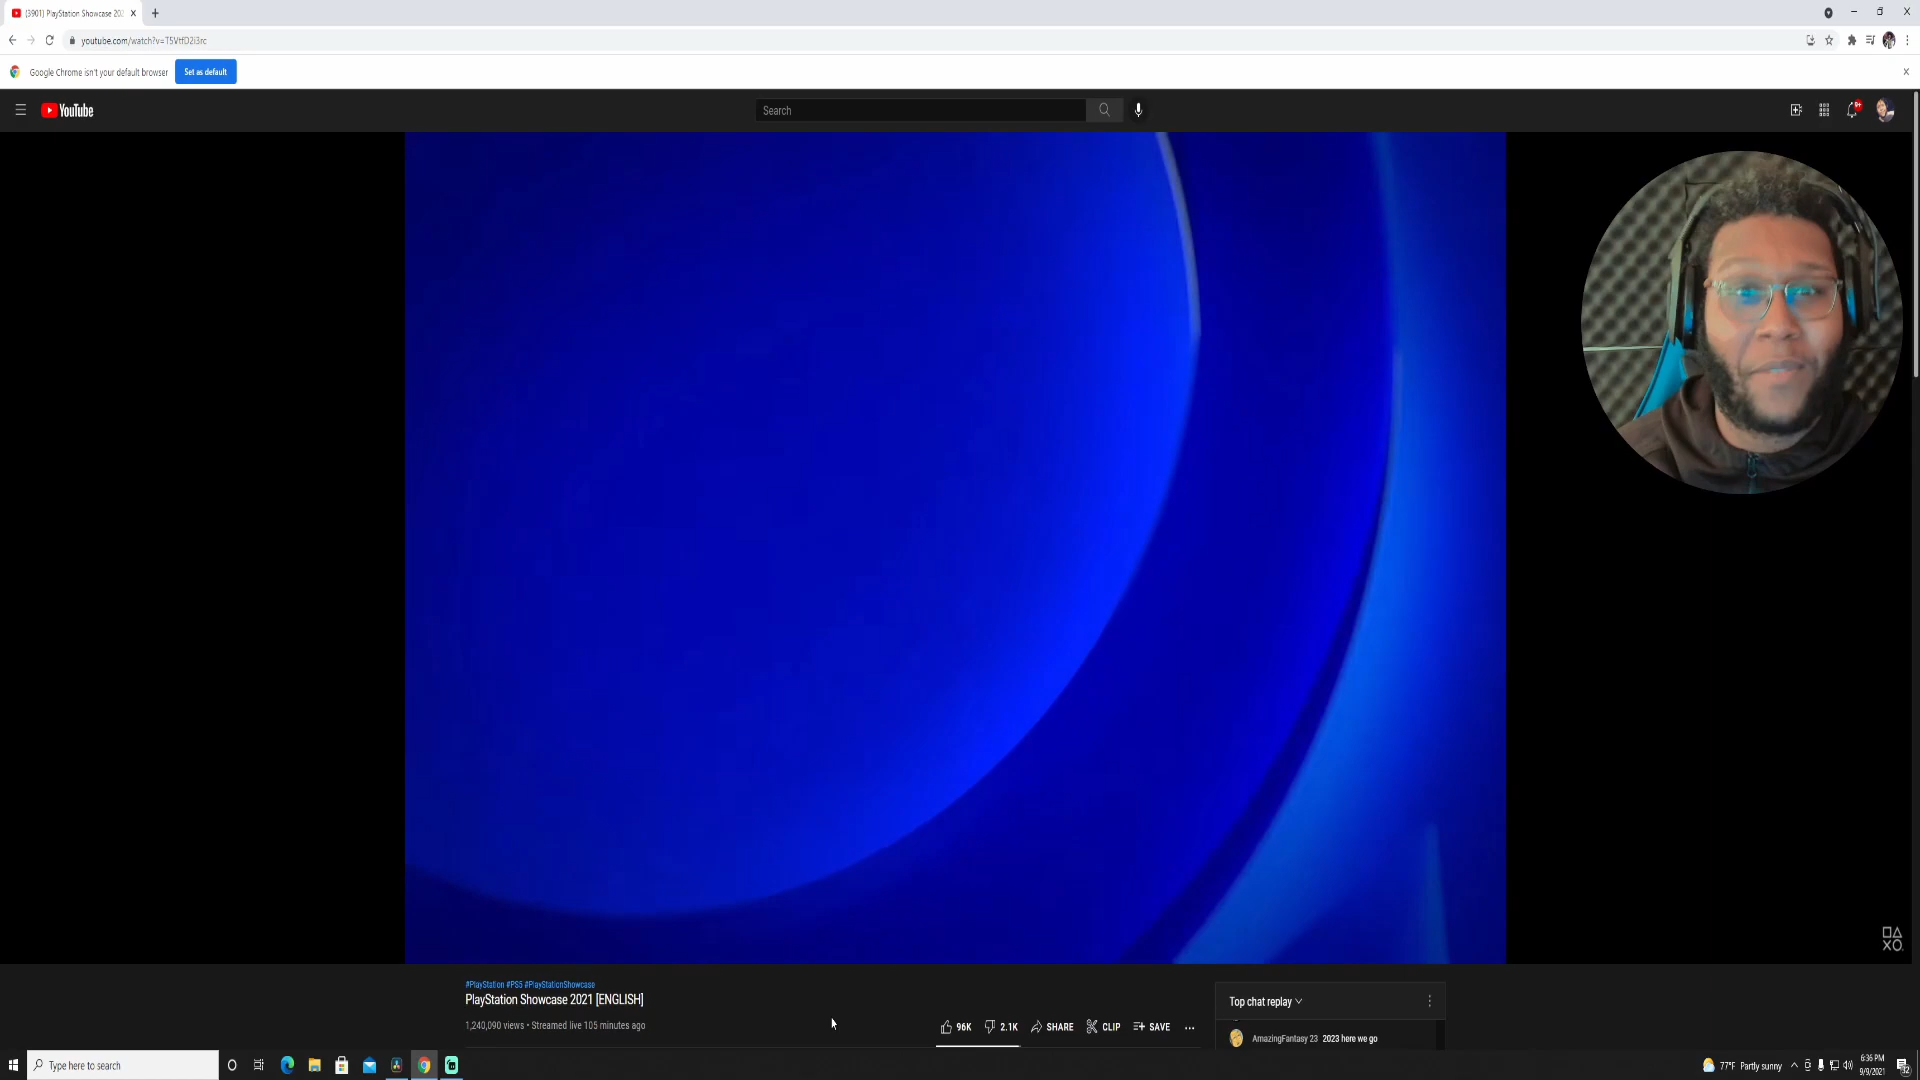 (3901) PlayStation Showcase 202
youtube.com/watch?v=T5VtfD2i3rc
Google Chrome isn't your default browser
Set as default
YouTube
Search
9+
#PlayStation #PS5 #PlayStationShowcase
PlayStation Showcase 2021 [ENGLISH]
1,240,090 views • Streamed live 105 minutes ago
96K
2.1K
SHARE
CLIP
SAVE
Top chat replay
AmazingFantasy 23 2023 here we go
Type here to search
77°F Partly sunny
6:36 PM
9/9/2021